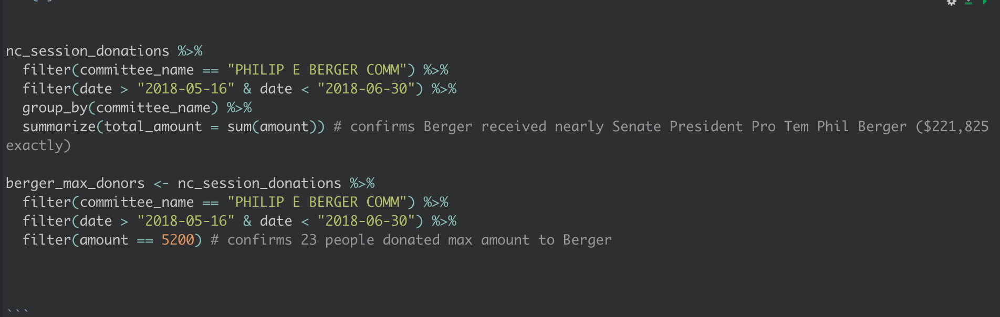 nc_session_donations %>%
  filter(committee_name == "PHILIP E BERGER COMM") %>%
  filter(date > "2018-05-16" & date < "2018-06-30") %>%
  group_by(committee_name) %>%
  summarize(total_amount = sum(amount)) # confirms Berger received nearly Senate President Pro Tem Phil Berger ($221,825
exactly)
berger_max_donors <- nc_session_donations %>%
  filter(committee_name == "PHILIP E BERGER COMM") %>%
  filter(date > "2018-05-16" & date < "2018-06-30") %>%
  filter(amount == 5200) # confirms 23 people donated max amount to Berger
```